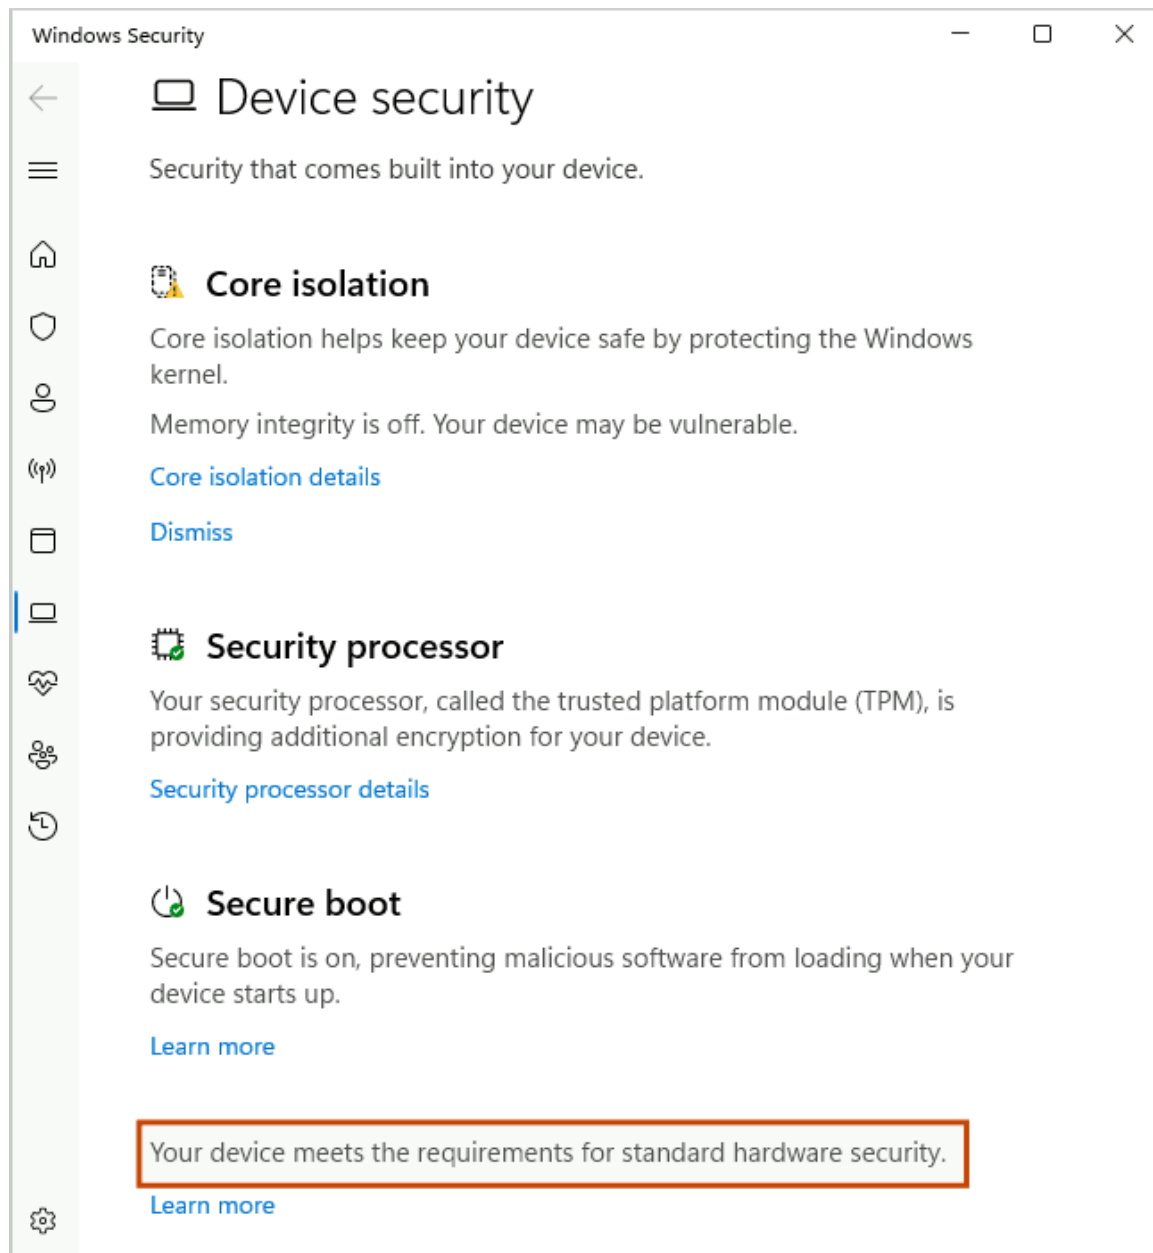 Windows Security
Device security
Security that comes built into your device.
Core isolation
Core isolation helps keep your device safe by protecting the Windows
kernel.
Memory integrity is off. Your device may be vulnerable.
Core isolation details
Dismiss
Security processor
Your security processor, called the trusted platform module (TPM), is
providing additional encryption for your device.
Security processor details
Secure boot
Secure boot is on, preventing malicious software from loading when your
device starts up.
Learn more
Your device meets the requirements for standard hardware security.
Learn more